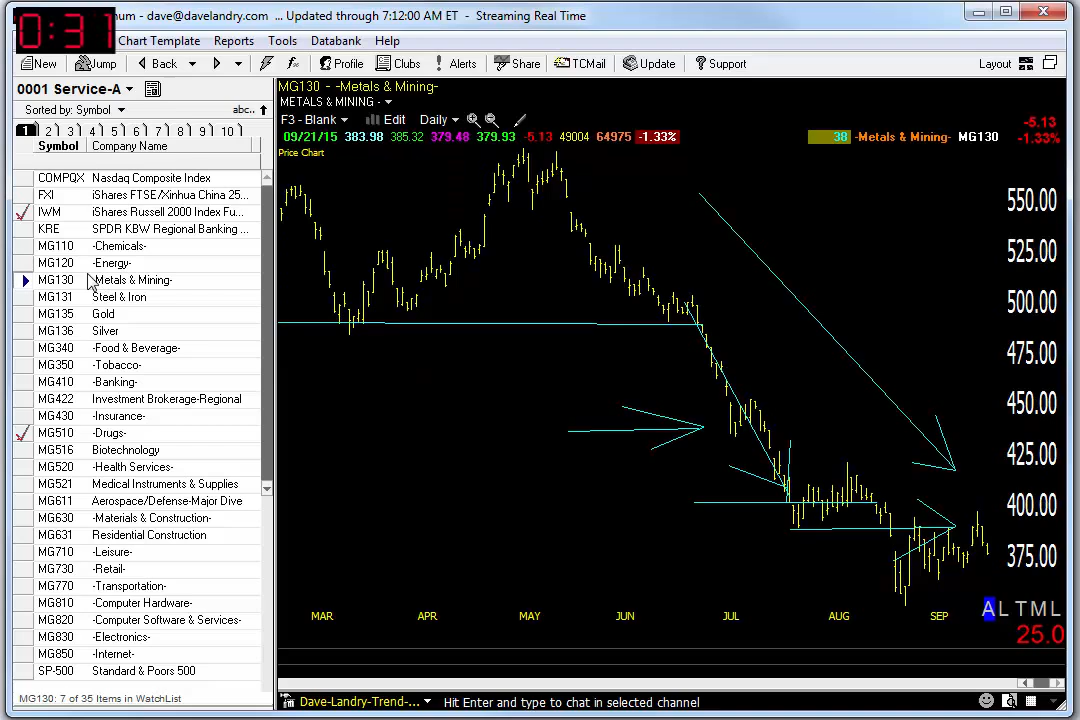 0:31
num - dave@davelandry.com ... Updated through 7:12:00 AM ET - Streaming Real Time
Chart Template Reports Tools Databank Help
New Jump Back Profile Clubs Alerts Share TCMail Update Support Layout
0001 Service-A
Sorted by: Symbol abc..
1 2 3 4 5 6 7 8 9 10
Symbol Company Name
COMPQX Nasdaq Composite Index
FXI iShares FTSE/Xinhua China 25...
IWM iShares Russell 2000 Index Fu...
KRE SPDR KBW Regional Banking ...
MG110 -Chemicals-
MG120 -Energy-
MG130 -Metals & Mining-
MG131 Steel & Iron
MG135 Gold
MG136 Silver
MG340 -Food & Beverage-
MG350 -Tobacco-
MG410 -Banking-
MG422 Investment Brokerage-Regional
MG430 -Insurance-
MG510 -Drugs-
MG516 Biotechnology
MG520 -Health Services-
MG521 Medical Instruments & Supplies
MG611 Aerospace/Defense-Major Dive
MG630 -Materials & Construction-
MG631 Residential Construction
MG710 -Leisure-
MG730 -Retail-
MG770 -Transportation-
MG810 -Computer Hardware-
MG820 -Computer Software & Services-
MG830 -Electronics-
MG850 -Internet-
SP-500 Standard & Poors 500
MG130: 7 of 35 Items in WatchList
MG130 - -Metals & Mining-
METALS & MINING -
F3 - Blank Edit Daily
09/21/15 383.98 385.32 379.48 379.93 -5.13 49004 64975 -1.33%
38 -Metals & Mining- MG130
-5.13
-1.33%
Price Chart
550.00
525.00
500.00
475.00
450.00
425.00
400.00
375.00
MAR APR MAY JUN JUL AUG SEP
A L T M L
25.0
Dave-Landry-Trend-... Hit Enter and type to chat in selected channel